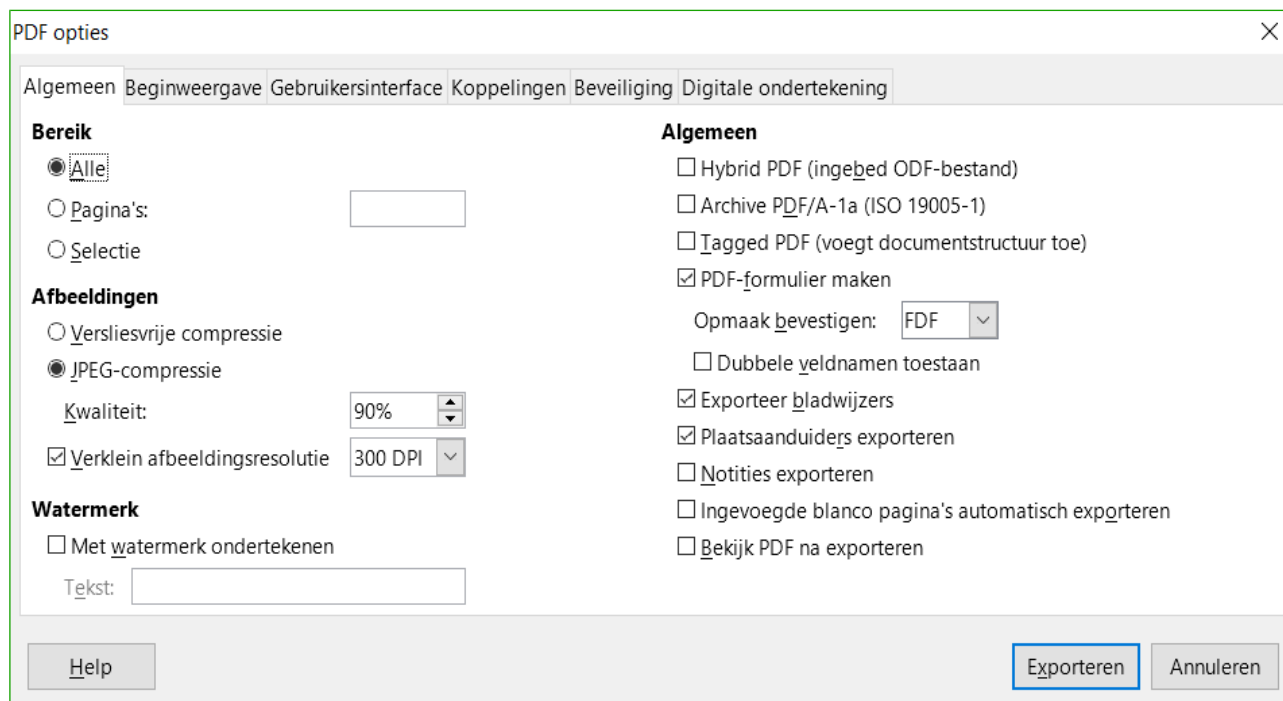 PDF opties
Algemeen Beginweergave Gebruikersinterface Koppelingen Beveiliging Digitale ondertekening
Bereik
Alle
Pagina's:
Selectie
Afbeeldingen
Versliesvrije compressie
JPEG-compressie
Kwaliteit: 90%
Verklein afbeeldingsresolutie 300 DPI
Watermerk
Met watermerk ondertekenen
Tekst:
Algemeen
Hybrid PDF (ingebed ODF-bestand)
Archive PDF/A-1a (ISO 19005-1)
Tagged PDF (voegt documentstructuur toe)
PDF-formulier maken
Opmaak bevestigen: FDF
Dubbele veldnamen toestaan
Exporteer bladwijzers
Plaatsaanduiders exporteren
Notities exporteren
Ingevoegde blanco pagina's automatisch exporteren
Bekijk PDF na exporteren
Help Exporteren Annuleren